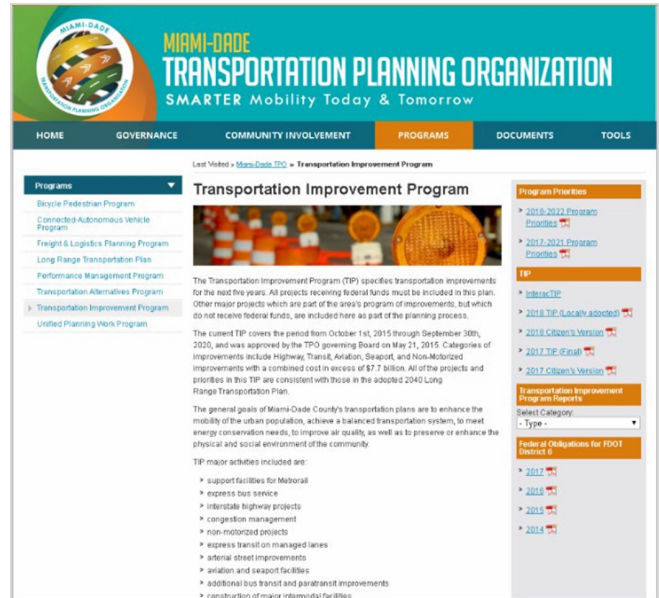 MIAMI-DADE
TRANSPORTATION PLANNING ORGANIZATION
MIAMI-DADE
TRANSPORTATION PLANNING ORGANIZATION
SMARTER Mobility Today & Tomorrow
HOME GOVERNANCE COMMUNITY INVOLVEMENT PROGRAMS DOCUMENTS TOOLS
Last Visited » Miami-Dade TPO » Transportation Improvement Program
Programs
Bicycle Pedestrian Program
Connected-Autonomous Vehicle
Program
Freight & Logistics Planning Program
Long Range Transportation Plan
Performance Management Program
Transportation Alternatives Program
Transportation Improvement Program
Unified Planning Work Program
Transportation Improvement Program
The Transportation Improvement Program (TIP) specifies transportation improvements
for the next five years. All projects receiving federal funds must be included in this plan.
Other major projects which are part of the area's program of improvements, but which
do not receive federal funds, are included here as part of the planning process.
The current TIP covers the period from October 1st, 2015 through September 30th,
2020, and was approved by the TPO governing Board on May 21, 2015. Categories of
improvements include Highway, Transit, Aviation, Seaport, and Non-Motorized
improvements with a combined cost in excess of $7.7 billion. All of the projects and
priorities in this TIP are consistent with those in the adopted 2040 Long
Range Transportation Plan.
The general goals of Miami-Dade County's transportation plans are to enhance the
mobility of the urban population, achieve a balanced transportation system, to meet
energy conservation needs, to improve air quality, as well as to preserve or enhance the
physical and social environment of the community.
TIP major activities included are:
support facilities for Metrorail
express bus service
interstate highway projects
congestion management
non-motorized projects
express transit on managed lanes
arterial street improvements
aviation and seaport facilities
additional bus transit and paratransit improvements
construction of major intermodal facilities
Program Priorities
2018-2022 Program
Priorities
2017-2021 Program
Priorities
TIP
InteracTIP
2018 TIP (Locally adopted)
2018 Citizen's Version
2017 TIP (Final)
2017 Citizen's Version
Transportation Improvement
Program Reports
Select Category:
- Type -
Federal Obligations for FDOT
District 6
2017
2016
2015
2014